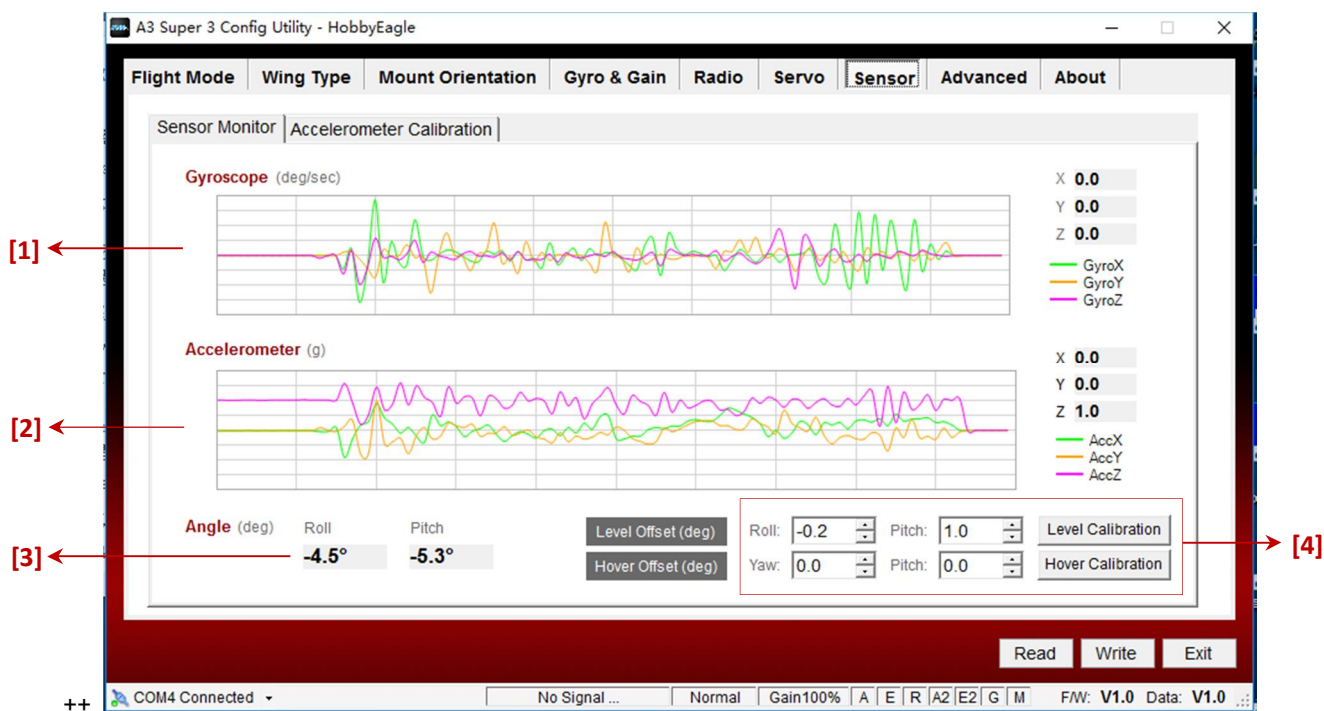 A3 Super 3 Config Utility - HobbyEagle
Flight Mode Wing Type Mount Orientation Gyro & Gain Radio Servo Sensor Advanced About
Sensor Monitor Accelerometer Calibration
Gyroscope (deg/sec)
X 0.0
Y 0.0
Z 0.0
[1]
GyroX
GyroY
GyroZ
Accelerometer (g)
X 0.0
Y 0.0
Z 1.0
[2]
AccX
AccY
AccZ
Angle (deg) Roll Pitch Level Offset (deg) Roll: -0.2 Pitch: 1.0 Level Calibration
[3] -4.5° -5.3° Hover Offset (deg) Yaw: 0.0 Pitch: 0.0 Hover Calibration
[4]
Read Write Exit
++ COM4 Connected No Signal ... Normal Gain100% A E R A2 E2 G M F/W: V1.0 Data: V1.0